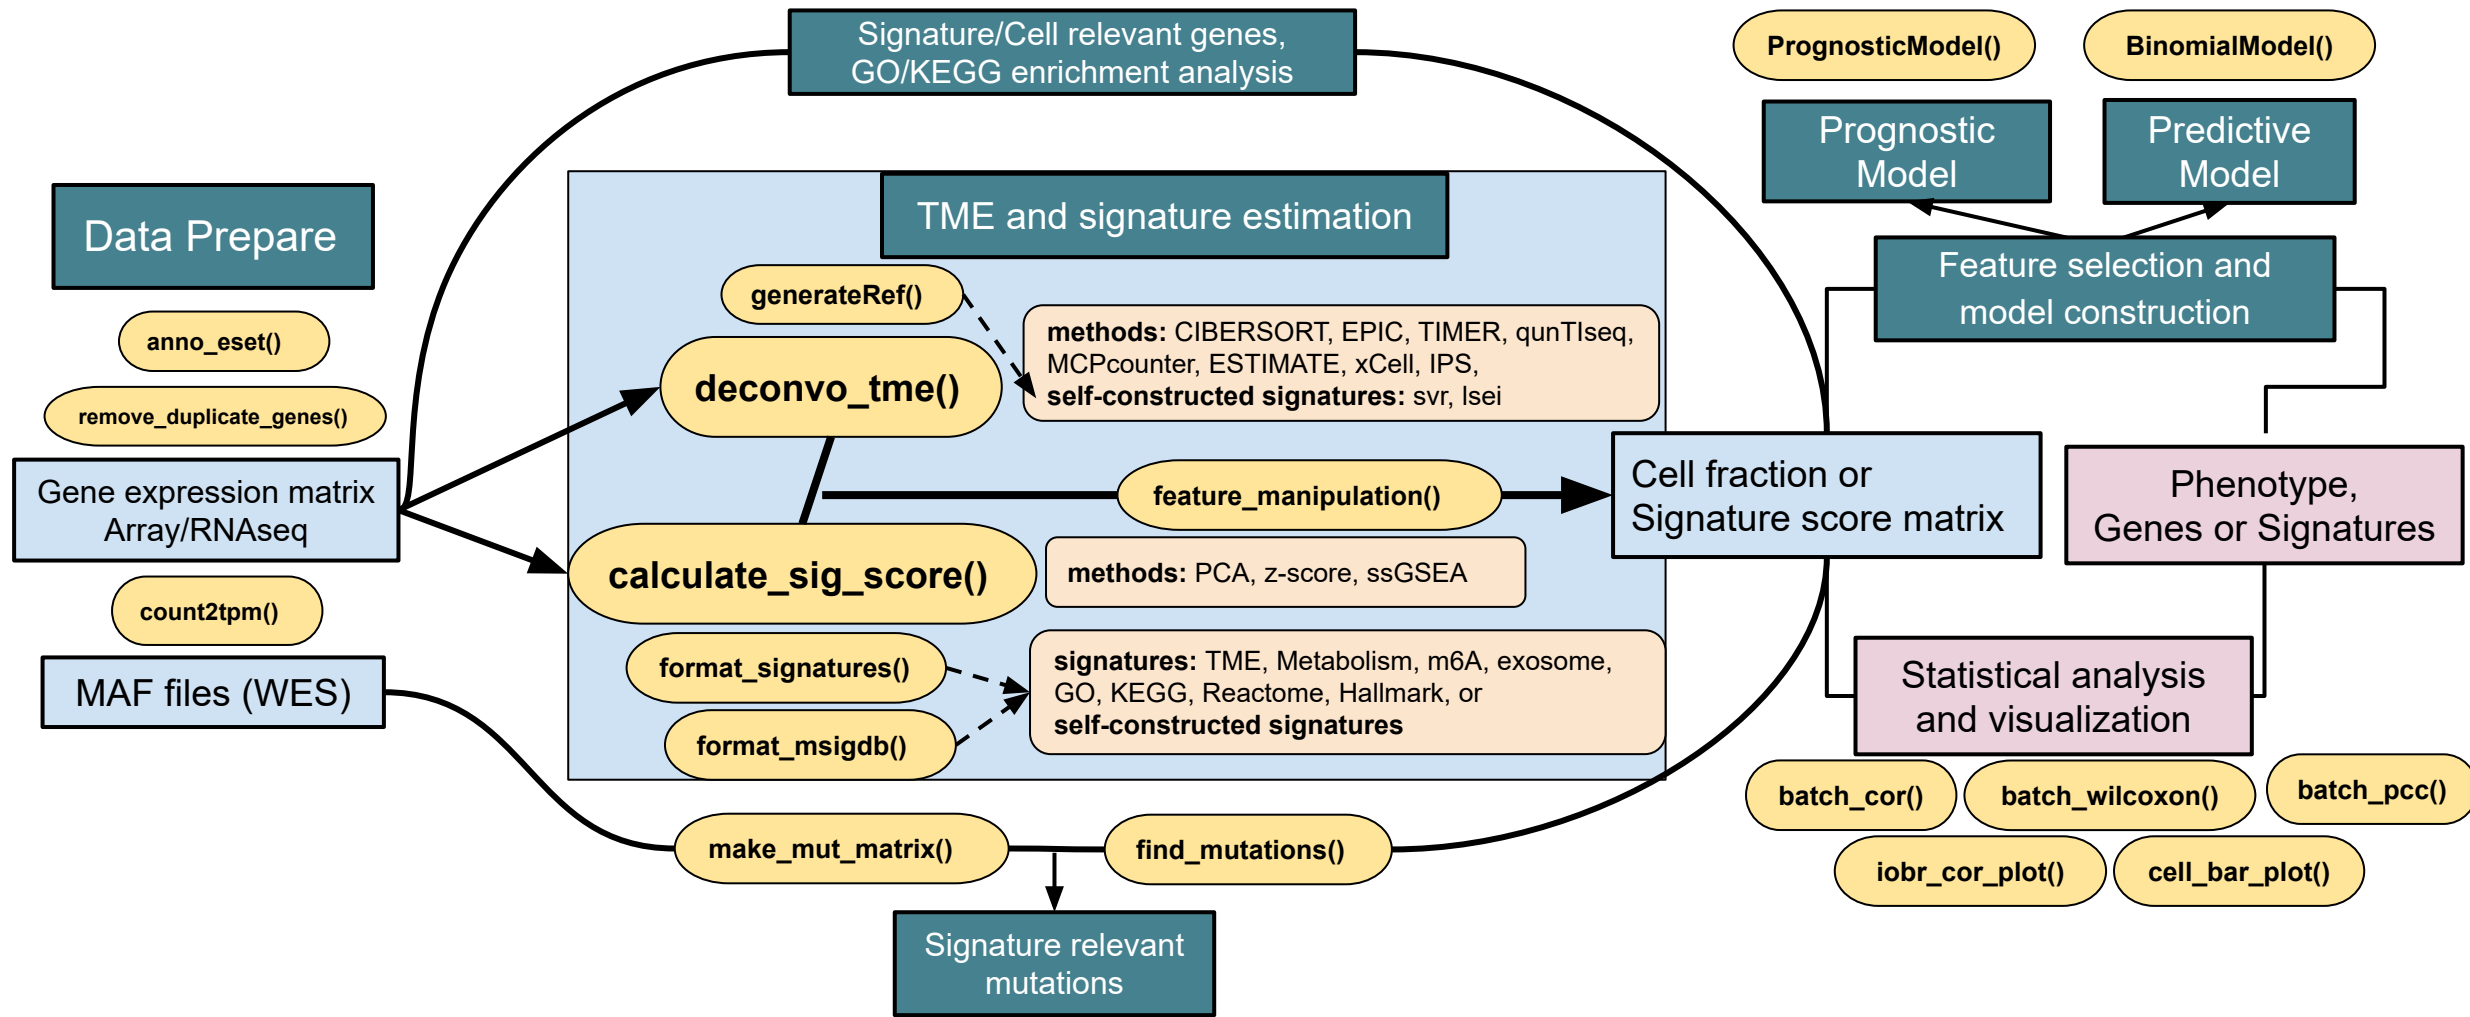 Signature/Cell relevant genes,
GO/KEGG enrichment analysis
PrognosticModel()
BinomialModel()
Prognostic
Model
Predictive
Model
Data Prepare
TME and signature estimation
Feature selection and
model construction
anno_eset()
remove_duplicate_genes()
Gene expression matrix
Array/RNAseq
count2tpm()
MAF files (WES)
generateRef()
deconvo_tme()
methods: CIBERSORT, EPIC, TIMER, qunTIseq,
MCPcounter, ESTIMATE, xCell, IPS,
self-constructed signatures: svr, lsei
feature_manipulation()
calculate_sig_score()
methods: PCA, z-score, ssGSEA
format_signatures()
format_msigdb()
signatures: TME, Metabolism, m6A, exosome,
GO, KEGG, Reactome, Hallmark, or
self-constructed signatures
Cell fraction or
Signature score matrix
Phenotype,
Genes or Signatures
Statistical analysis
and visualization
batch_cor()
batch_wilcoxon()
batch_pcc()
iobr_cor_plot()
cell_bar_plot()
make_mut_matrix()
find_mutations()
Signature relevant
mutations